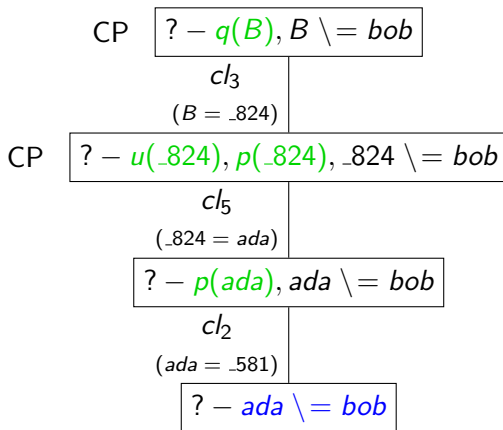 CP ? − q(B), B \= bob
cl₃
(B = _824)
CP ? − u(_824), p(_824), _824 \= bob
cl₅
(_824 = ada)
? − p(ada), ada \= bob
cl₂
(ada = _581)
? − ada \= bob